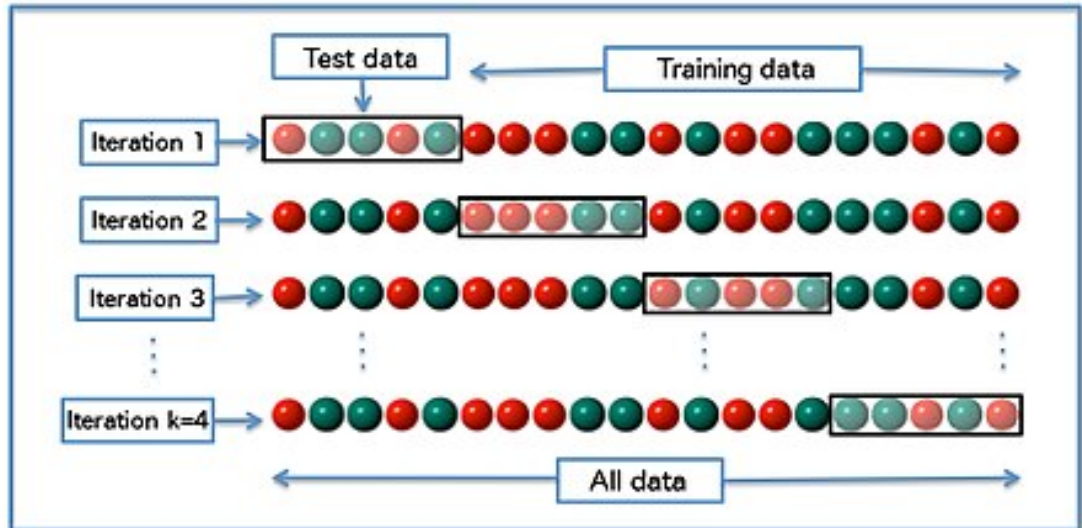 Test data
Training data
Iteration 1
Iteration 2
Iteration 3
Iteration k=4
All data